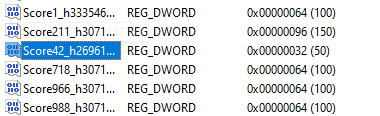 Score1_h333546... REG_DWORD 0x00000064 (100)
Score211_h3071... REG_DWORD 0x00000096 (150)
Score42_h26961... REG_DWORD 0x00000032 (50)
Score718_h3071... REG_DWORD 0x00000064 (100)
Score966_h3071... REG_DWORD 0x00000064 (100)
Score988_h3071... REG_DWORD 0x00000064 (100)